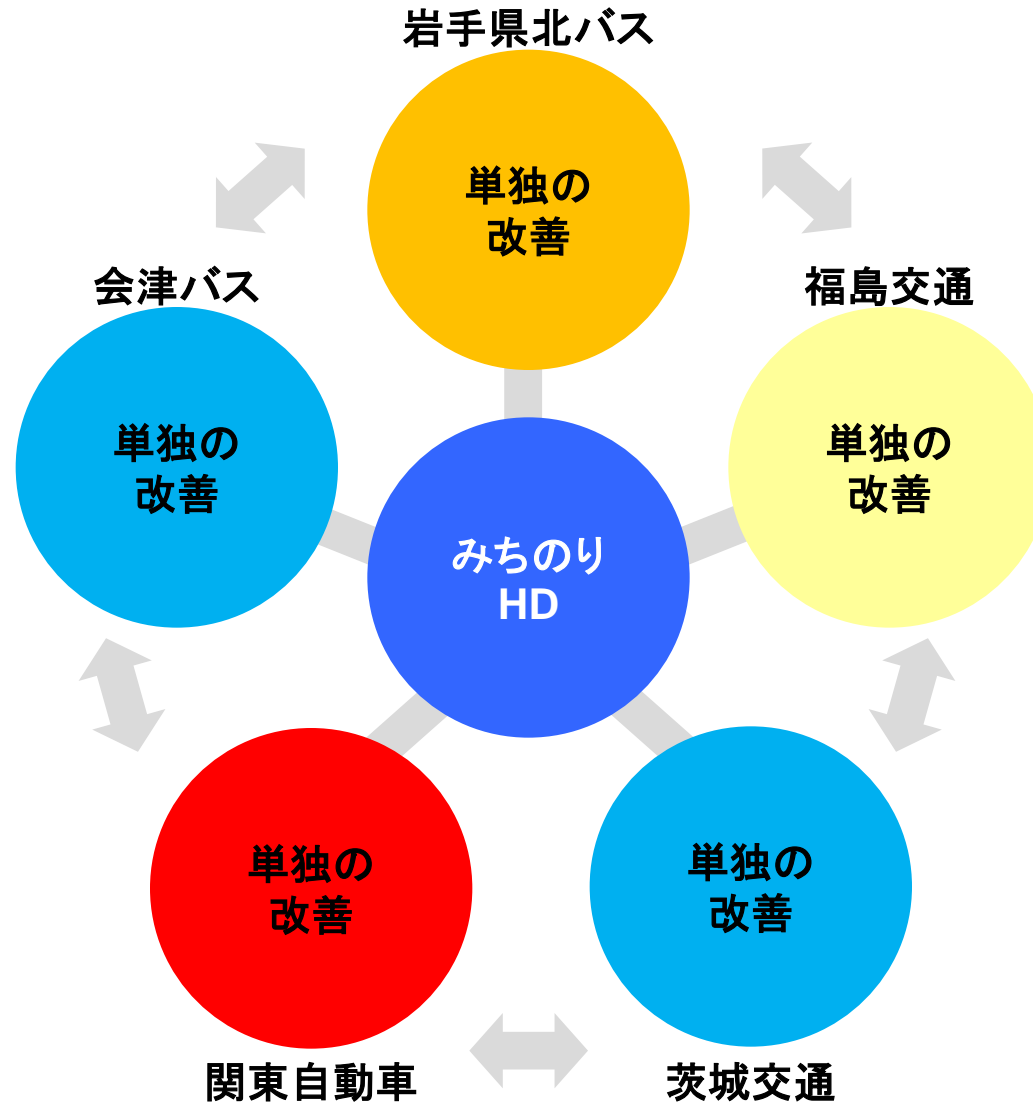 岩手県北バス
単独の
改善
会津バス
単独の
改善
福島交通
単独の
改善
みちのり
HD
単独の
改善
関東自動車
単独の
改善
茨城交通